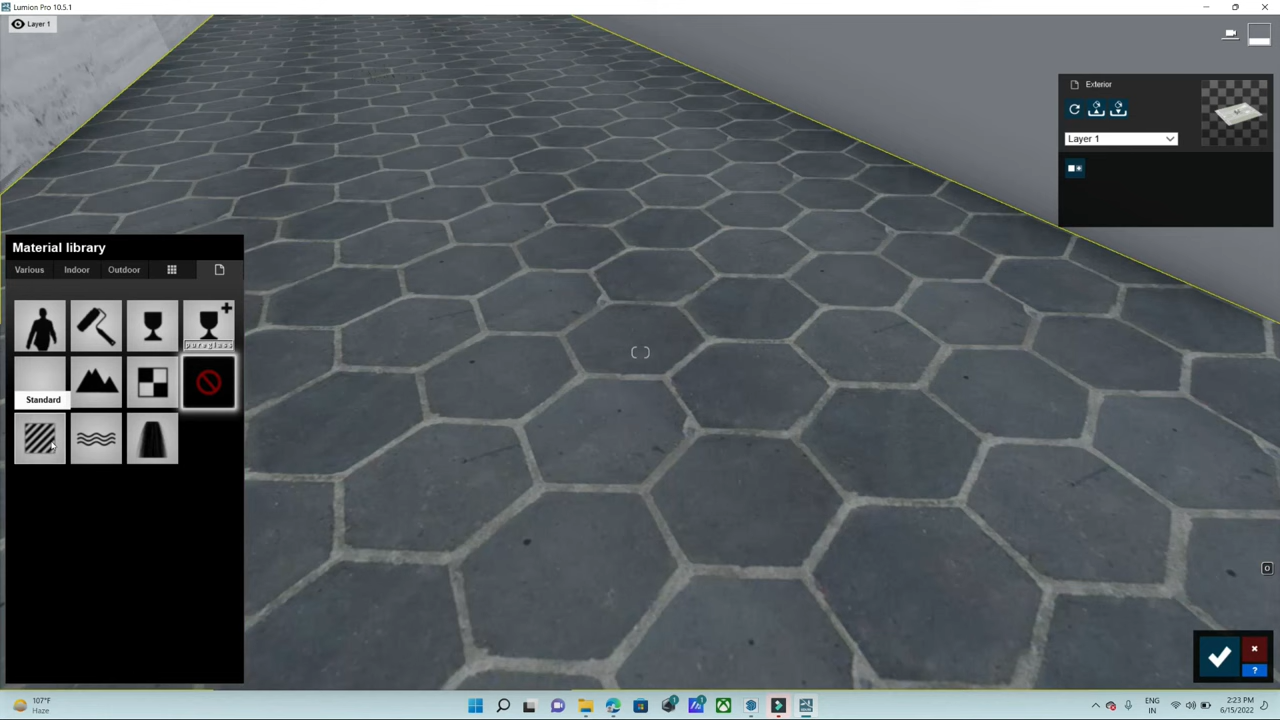 Lumion Pro 10.5.1
Layer 1
Exterior
Layer 1
Material library
Various
Indoor
Outdoor
pureglass
Standard
107°F
Haze
ENG
IN
2:23 PM
6/15/2022